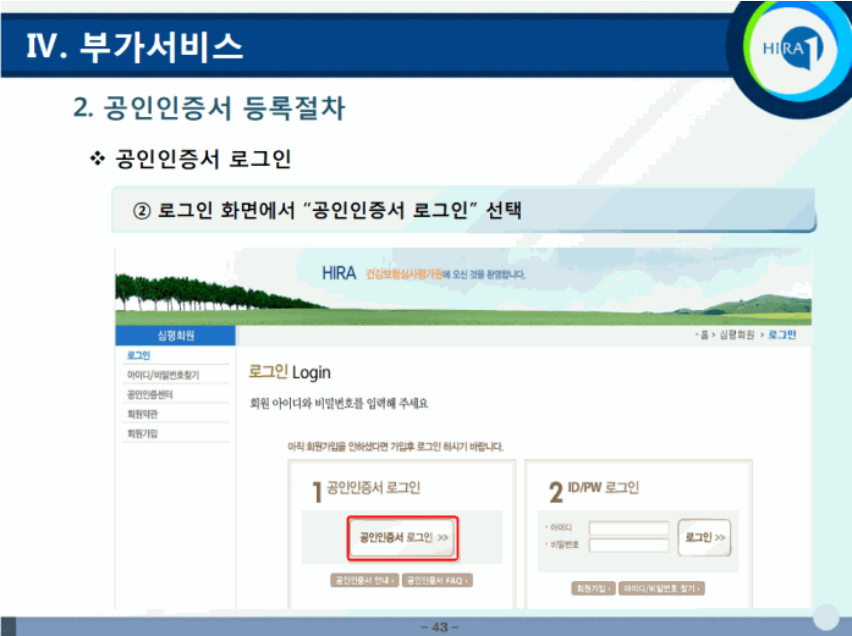 Ⅳ. 부가서비스
HIRA
2. 공인인증서 등록절차
❖ 공인인증서 로그인
② 로그인 화면에서 “공인인증서 로그인” 선택
HIRA 건강보험심사평가원에 오신 것을 환영합니다.
심평회원
· 홈 > 심평회원 > 로그인
로그인
아이디/비밀번호찾기
공인인증센터
회원약관
회원가입
로그인 Login
회원 아이디와 비밀번호를 입력해 주세요
아직 회원가입을 안하셨다면 가입후 로그인 하시기 바랍니다.
1 공인인증서 로그인
공인인증서 로그인 >>
공인인증서 안내 › 공인인증서 FAQ ›
2 ID/PW 로그인
· 아이디
· 비밀번호
로그인 >>
회원가입 › 아이디/비밀번호 찾기 ›
– 43 –